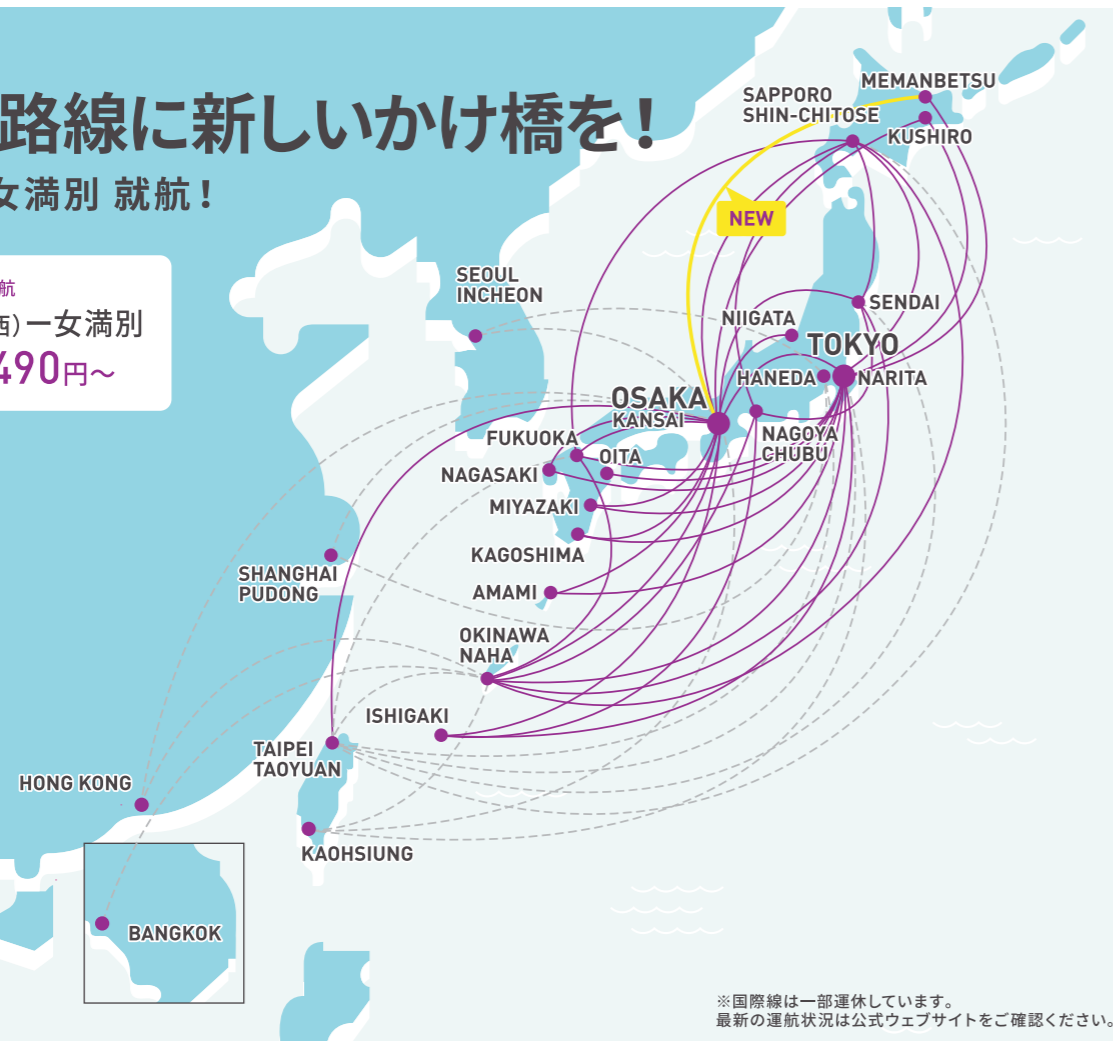 路線に新しいかけ橋を！
女満別 就航！
航
西)ー女満別
490円〜
MEMANBETSU
SAPPORO
SHIN-CHITOSE
KUSHIRO
NEW
SEOUL
INCHEON
SENDAI
NIIGATA
TOKYO
HANEDA
NARITA
OSAKA
KANSAI
NAGOYA
CHUBU
FUKUOKA
OITA
NAGASAKI
MIYAZAKI
KAGOSHIMA
SHANGHAI
PUDONG
AMAMI
OKINAWA
NAHA
ISHIGAKI
TAIPEI
TAOYUAN
HONG KONG
KAOHSIUNG
BANGKOK
※国際線は一部運休しています。
最新の運航状況は公式ウェブサイトをご確認ください。